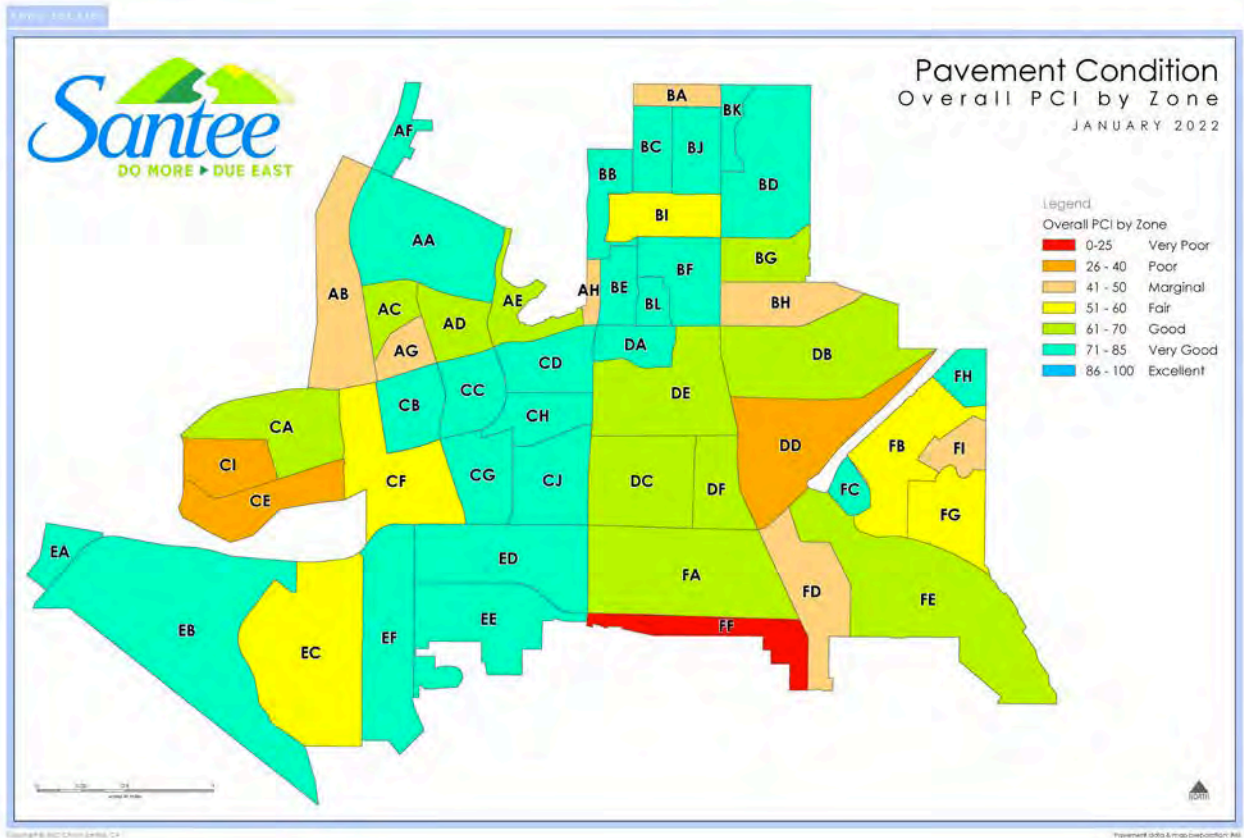 Santee
DO MORE ▶ DUE EAST
Pavement Condition
Overall PCI by Zone
JANUARY 2022
Legend
Overall PCI by Zone
0-25 Very Poor
26 - 40 Poor
41 - 50 Marginal
51 - 60 Fair
61 - 70 Good
71 - 85 Very Good
86 - 100 Excellent
BA
BK
AF
BC
BJ
BB
BD
BI
AA
BG
BF
AB
AH
BE
AE
BL
BH
AC
AD
AG
DA
DB
CD
FH
CC
DE
CB
CH
CA
DD
FB
FI
CI
CF
CG
CJ
DC
DF
FC
CE
FG
EA
ED
FA
FD
FE
EB
EE
FF
EF
EC
NORTH